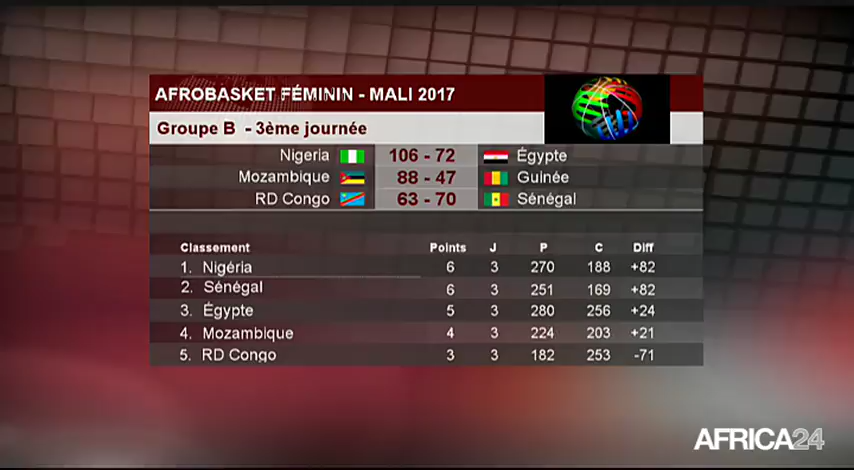 AFROBASKET FÉMININ - MALI 2017
Groupe B - 3ème journée
Nigeria 106 - 72 Égypte
Mozambique 88 - 47 Guinée
RD Congo 63 - 70 Sénégal
Classement Points J P C Diff
1. Nigéria 6 3 270 188 +82
2. Sénégal 6 3 251 169 +82
3. Égypte 5 3 280 256 +24
4. Mozambique 4 3 224 203 +21
5. RD Congo 3 3 182 253 -71
AFRICA24